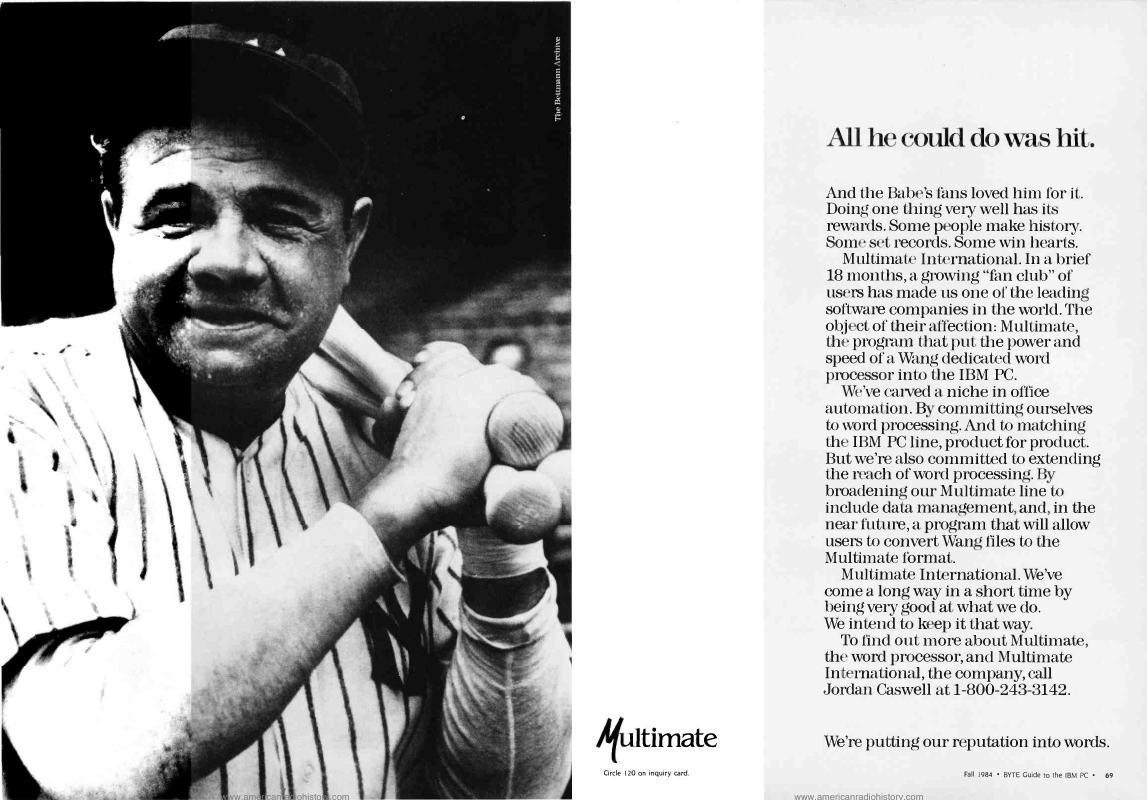 The Bettmann Archive
All he could do was hit.
And the Babe's fans loved him for it.
Doing one thing very well has its
rewards. Some people make history.
Some set records. Some win hearts.
Multimate International. In a brief
18 months, a growing “fan club” of
users has made us one of the leading
software companies in the world. The
object of their affection: Multimate,
the program that put the power and
speed of a Wang dedicated word
processor into the IBM PC.
We've carved a niche in office
automation. By committing ourselves
to word processing. And to matching
the IBM PC line, product for product.
But we're also committed to extending
the reach of word processing. By
broadening our Multimate line to
include data management, and, in the
near future, a program that will allow
users to convert Wang files to the
Multimate format.
Multimate International. We've
come a long way in a short time by
being very good at what we do.
We intend to keep it that way.
To find out more about Multimate,
the word processor, and Multimate
International, the company, call
Jordan Caswell at 1-800-243-3142.
Multimate
Circle 120 on inquiry card.
We're putting our reputation into words.
Fall 1984 • BYTE Guide to the IBM PC • 69
www.americanradiohistory.com
www.americanradiohistory.com